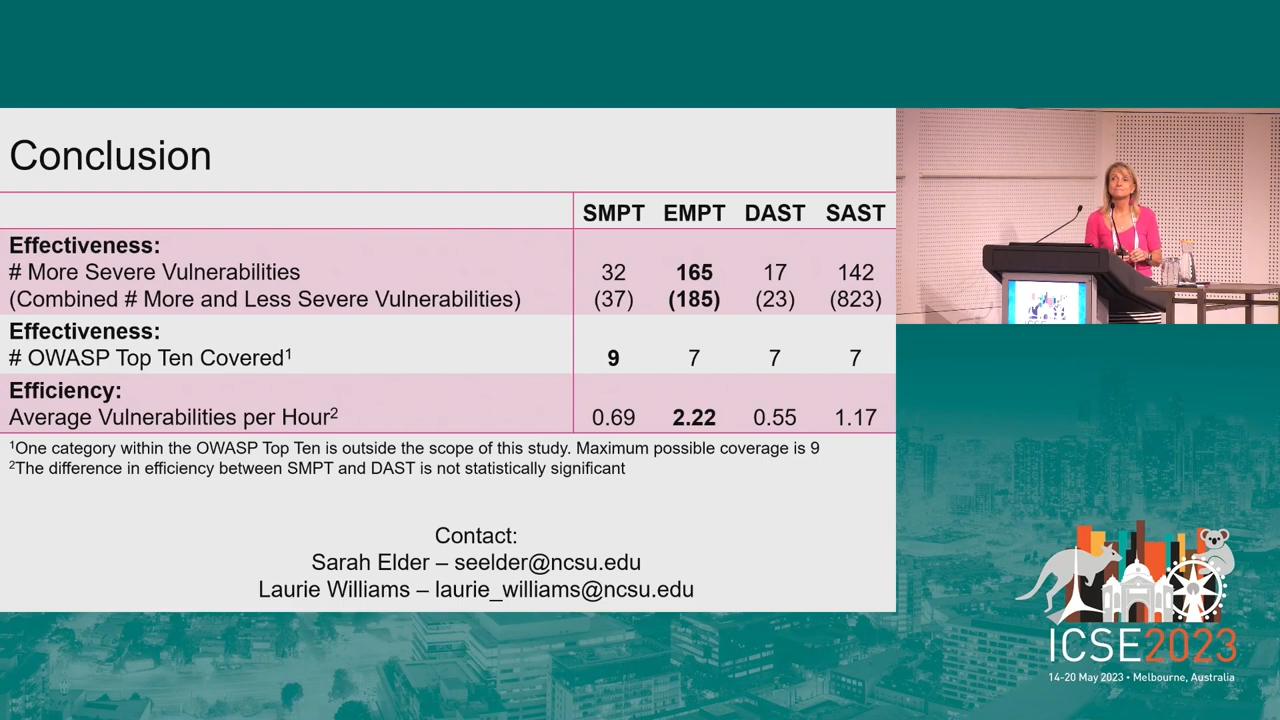 Conclusion
SMPT EMPT DAST SAST
Effectiveness:
# More Severe Vulnerabilities 32 165 17 142
(Combined # More and Less Severe Vulnerabilities) (37) (185) (23) (823)
Effectiveness:
# OWASP Top Ten Covered¹ 9 7 7 7
Efficiency:
Average Vulnerabilities per Hour² 0.69 2.22 0.55 1.17
¹One category within the OWASP Top Ten is outside the scope of this study. Maximum possible coverage is 9
²The difference in efficiency between SMPT and DAST is not statistically significant
Contact:
Sarah Elder – seelder@ncsu.edu
Laurie Williams – laurie_williams@ncsu.edu
ICSE2023
14-20 May 2023 • Melbourne, Australia